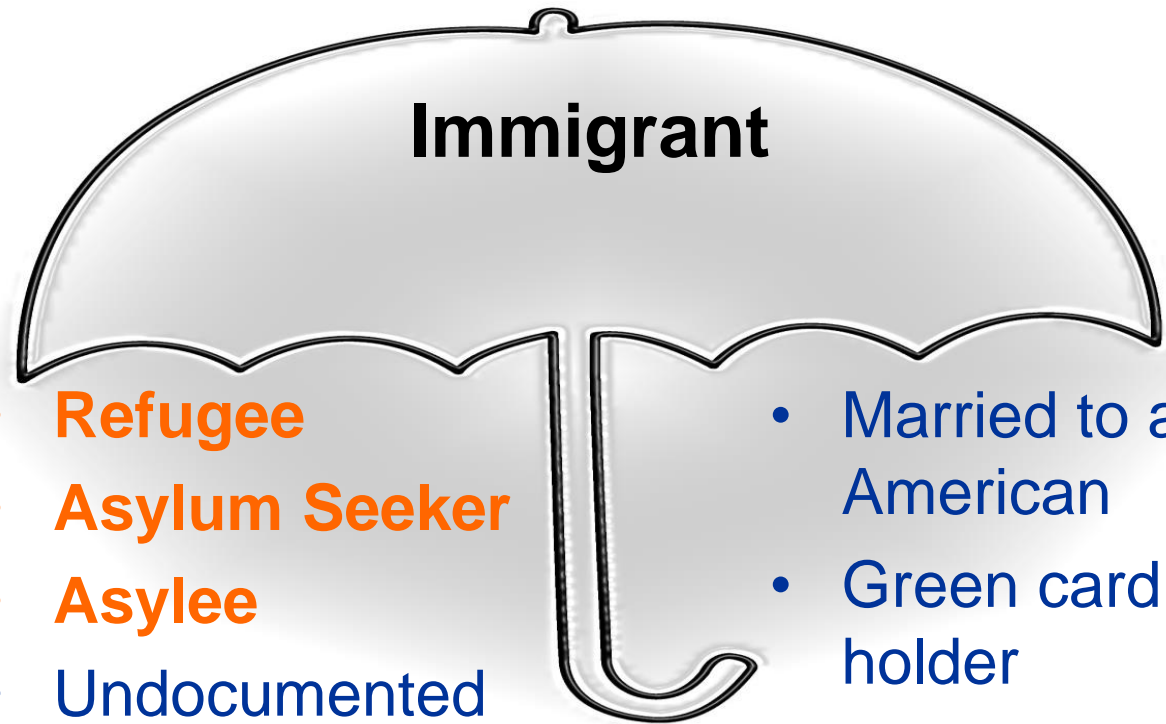 Immigrant
Refugee
Asylum Seeker
Asylee
Undocumented
• Married to a
American
• Green card
holder